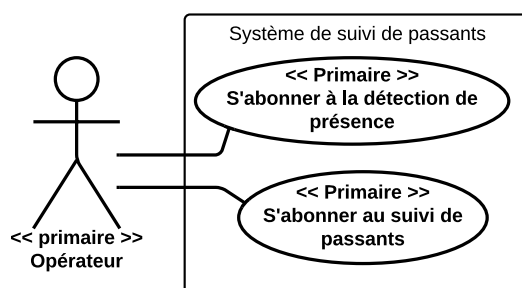 Système de suivi de passants
<< Primaire >>
S'abonner à la détection de
présence
<< Primaire >>
S'abonner au suivi de
passants
<< primaire >>
Opérateur